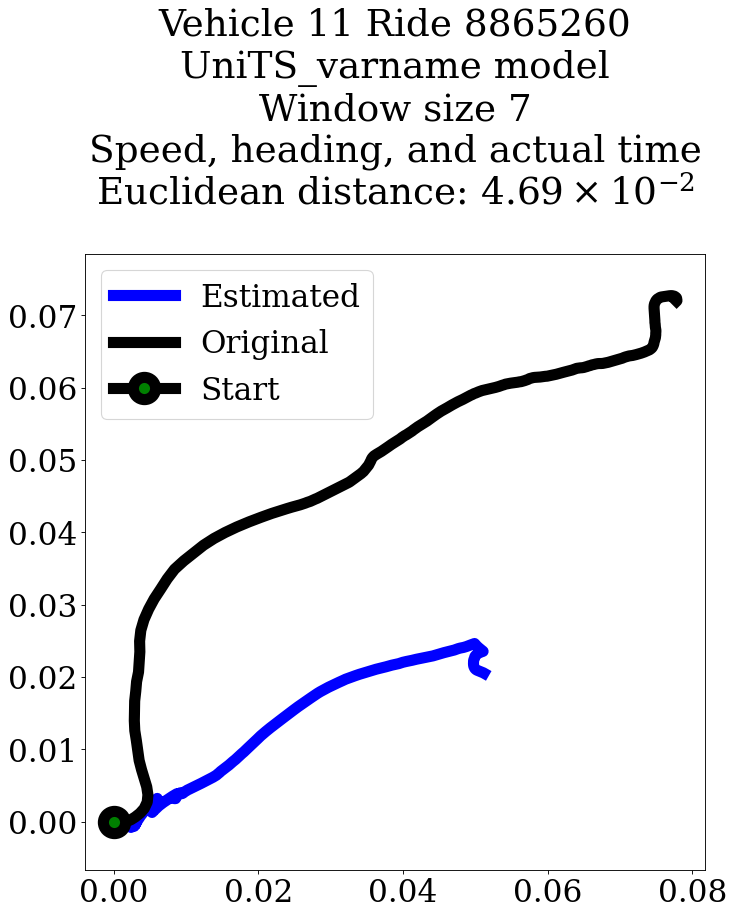 Vehicle 11 Ride 8865260
UniTS_varname model
Window size 7
Speed, heading, and actual time
Euclidean distance: 4.69 × 10⁻²
Estimated
Original
Start
0.07
0.06
0.05
0.04
0.03
0.02
0.01
0.00
0.00 0.02 0.04 0.06 0.08